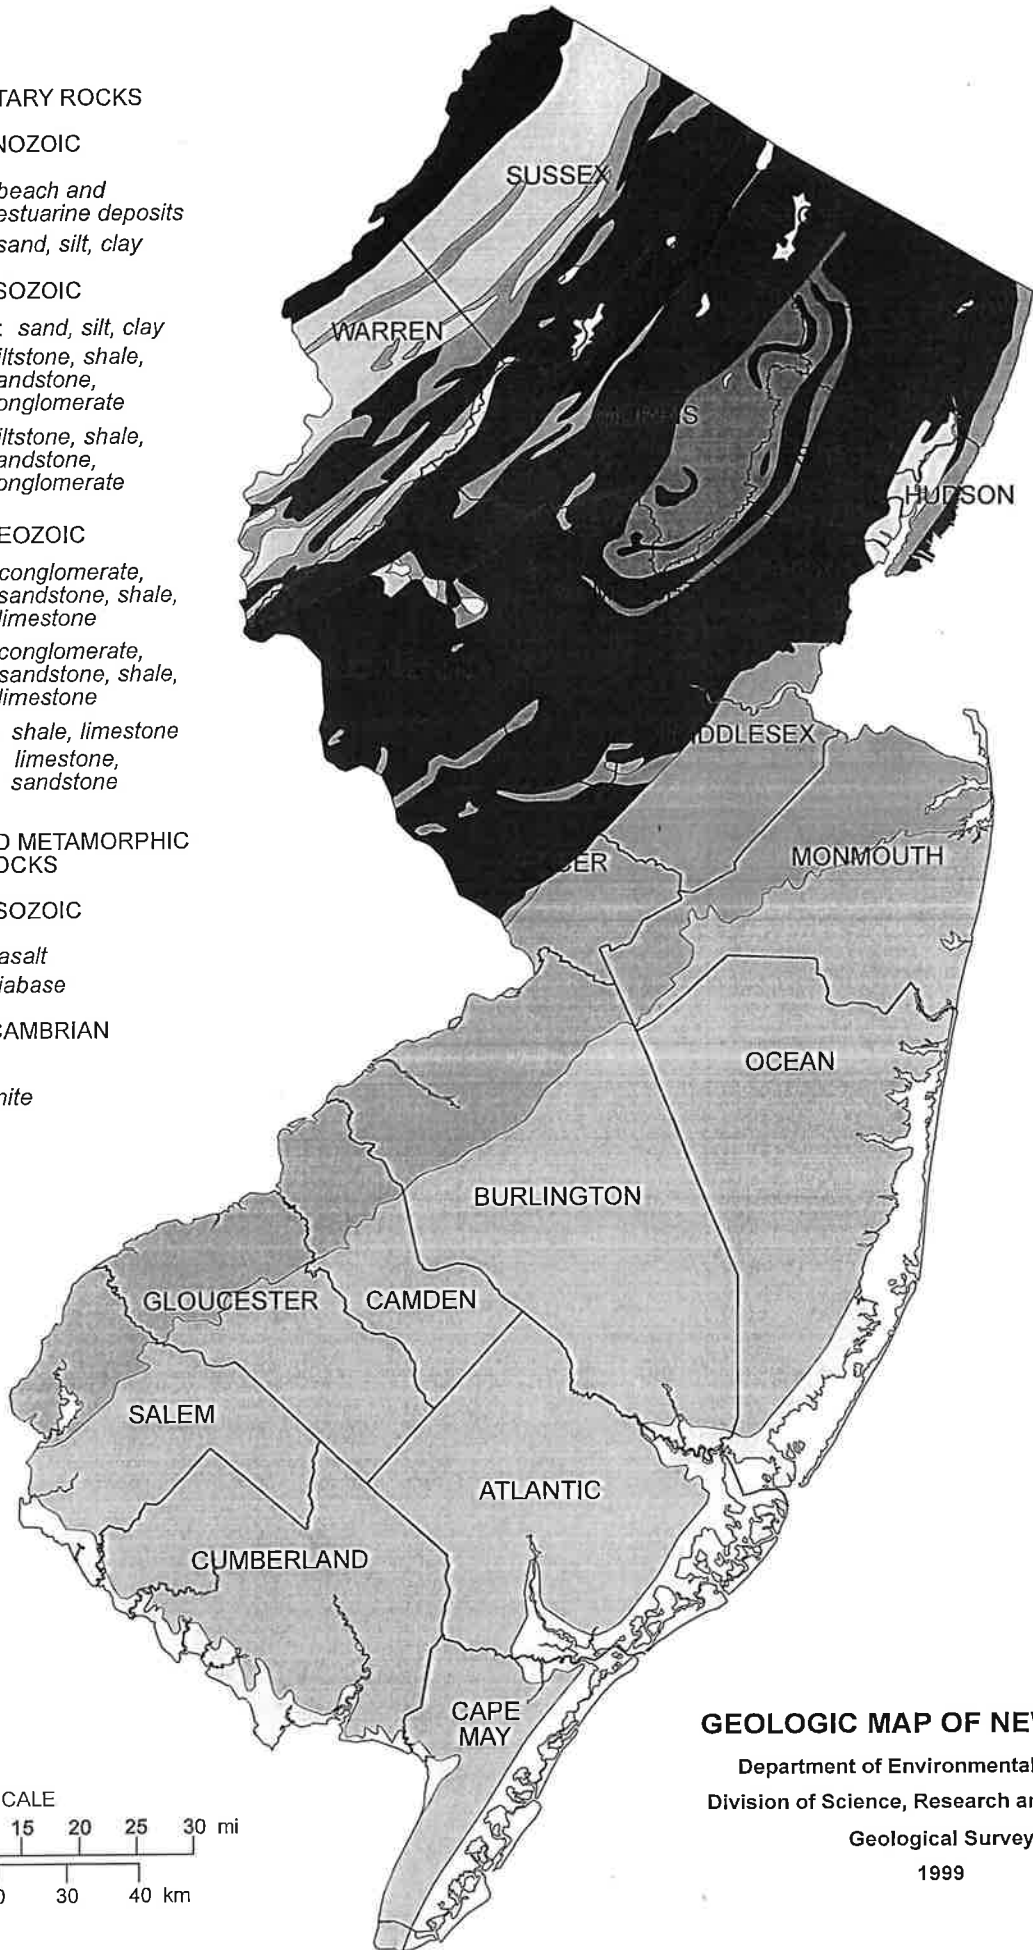 TARY ROCKS
NOZOIC
beach and
estuarine deposits
sand, silt, clay
SOZOIC
: sand, silt, clay
iltstone, shale,
andstone,
onglomerate
iltstone, shale,
andstone,
onglomerate
EOZOIC
conglomerate,
sandstone, shale,
limestone
conglomerate,
sandstone, shale,
limestone
shale, limestone
limestone,
sandstone
D METAMORPHIC
OCKS
SOZOIC
asalt
iabase
CAMBRIAN
nite
SUSSEX
WARREN
HUDSON
IDDLESEX
CER
MONMOUTH
OCEAN
BURLINGTON
GLOUCESTER
CAMDEN
SALEM
ATLANTIC
CUMBERLAND
CAPE
MAY
CALE
15 20 25 30 mi
0 30 40 km
GEOLOGIC MAP OF NE
Department of Environmental
Division of Science, Research an
Geological Survey
1999